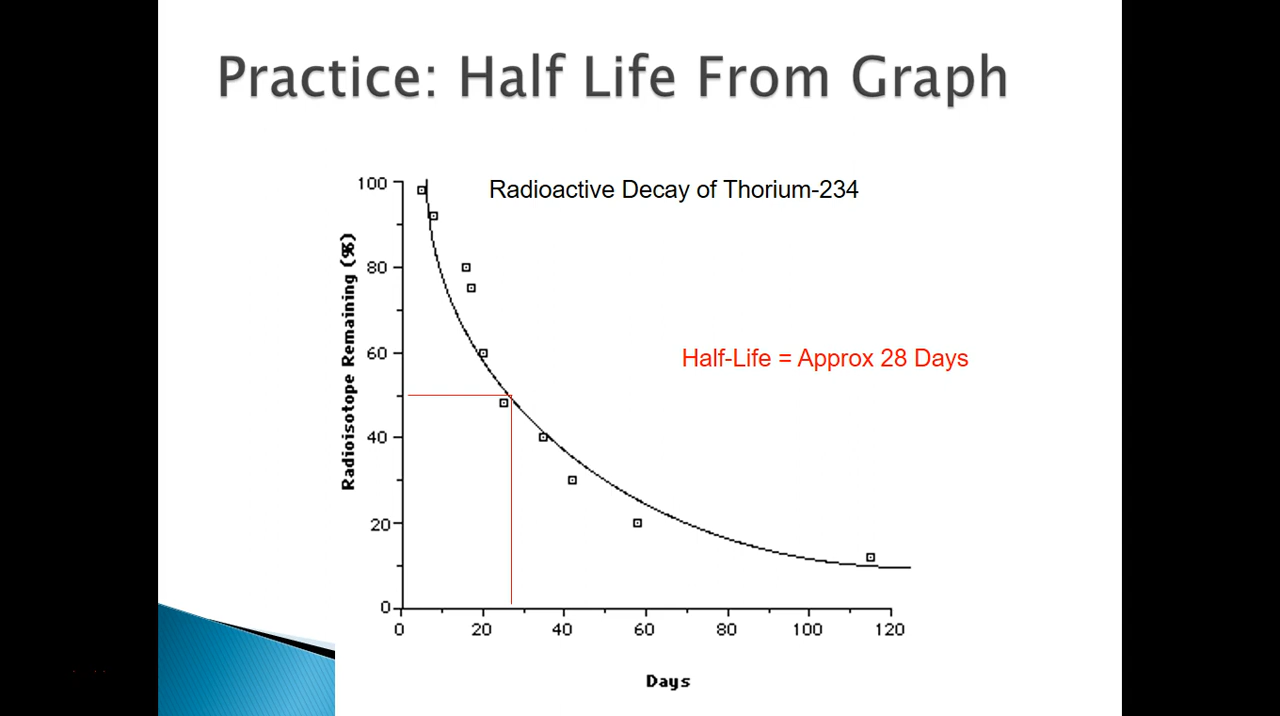 Practice: Half Life From Graph
Radioactive Decay of Thorium-234
Radioisotope Remaining (%)
100
80
60
40
20
0
Half-Life = Approx 28 Days
0 20 40 60 80 100 120
Days